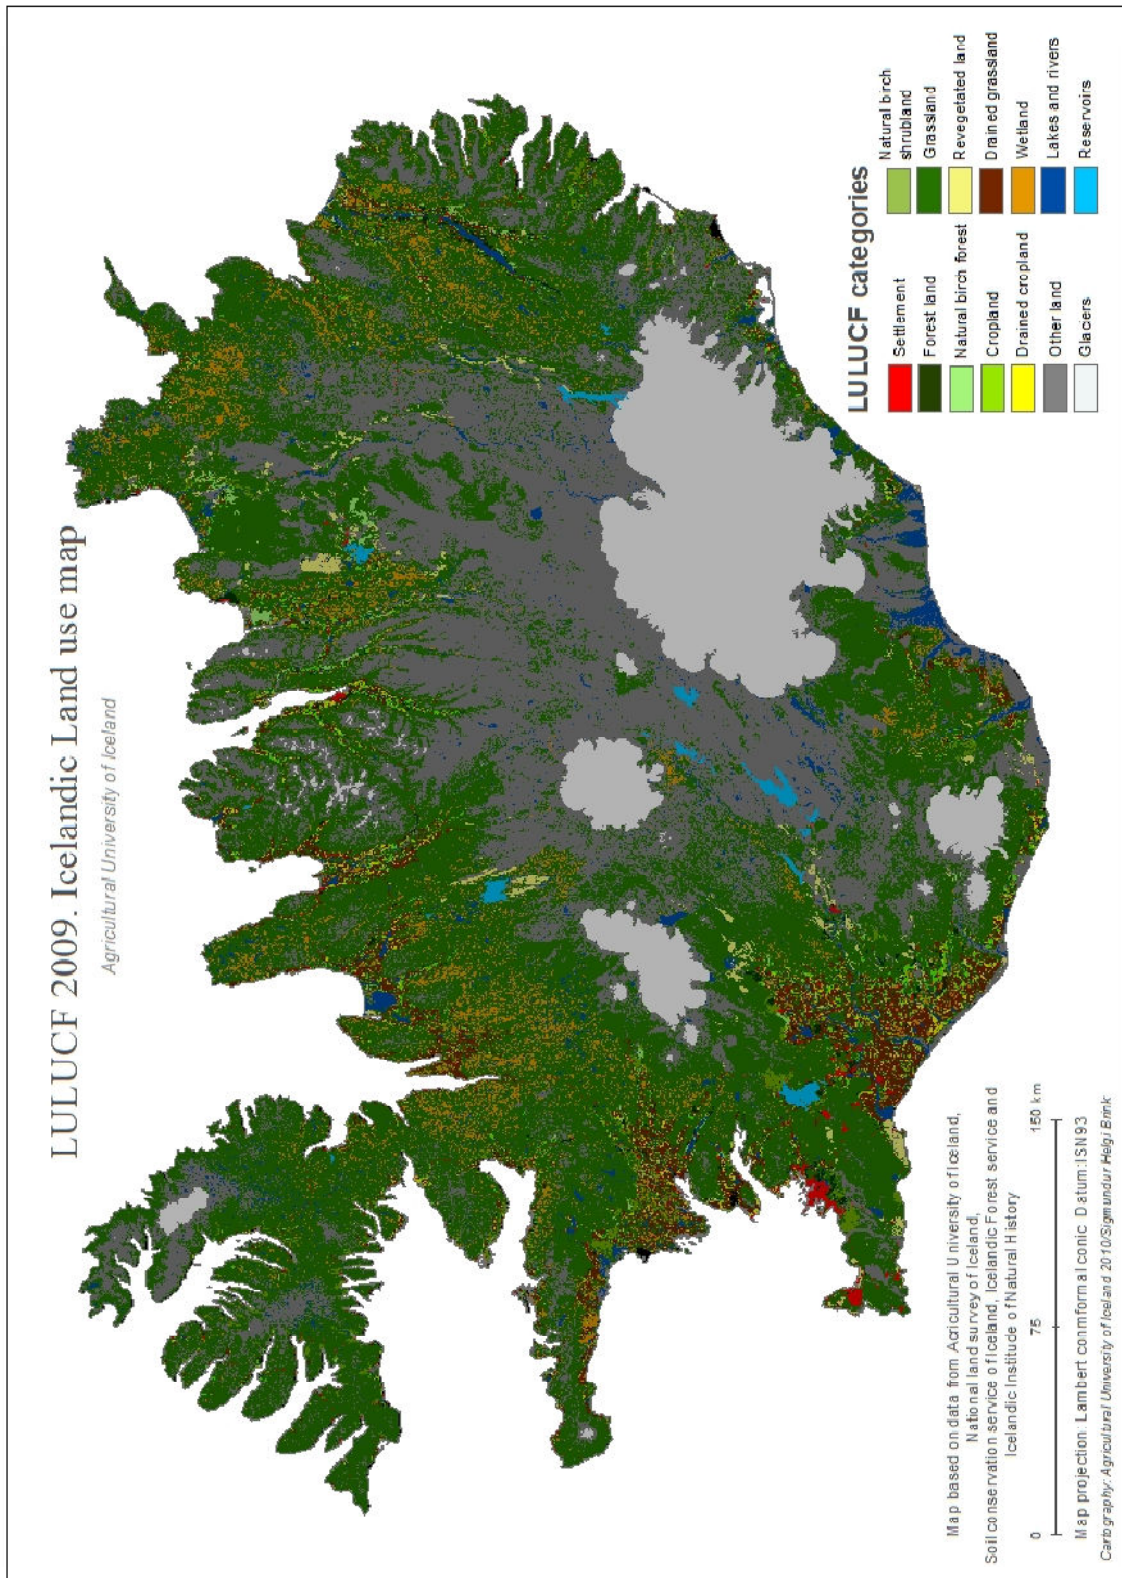 LULUCF 2009. Icelandic Land use map
Agricultural University of Iceland
LULUCF categories
Settlement
Forest land
Natural birch forest
Cropland
Drained cropland
Other land
Glaciers
Natural birch
shrubland
Grassland
Revegetated land
Drained grassland
Wetland
Lakes and rivers
Reservoirs
Map based on data from Agricultural University of Iceland,
National land survey of Iceland,
Soil conservation service of Iceland, Icelandic Forest service and
Icelandic Institute of Natural History
0 75 150 km
Map projection: Lambert conmformal conic Datum:ISN93
Cartography: Agricultural University of Iceland 2010/Sigmundur Helgi Brink